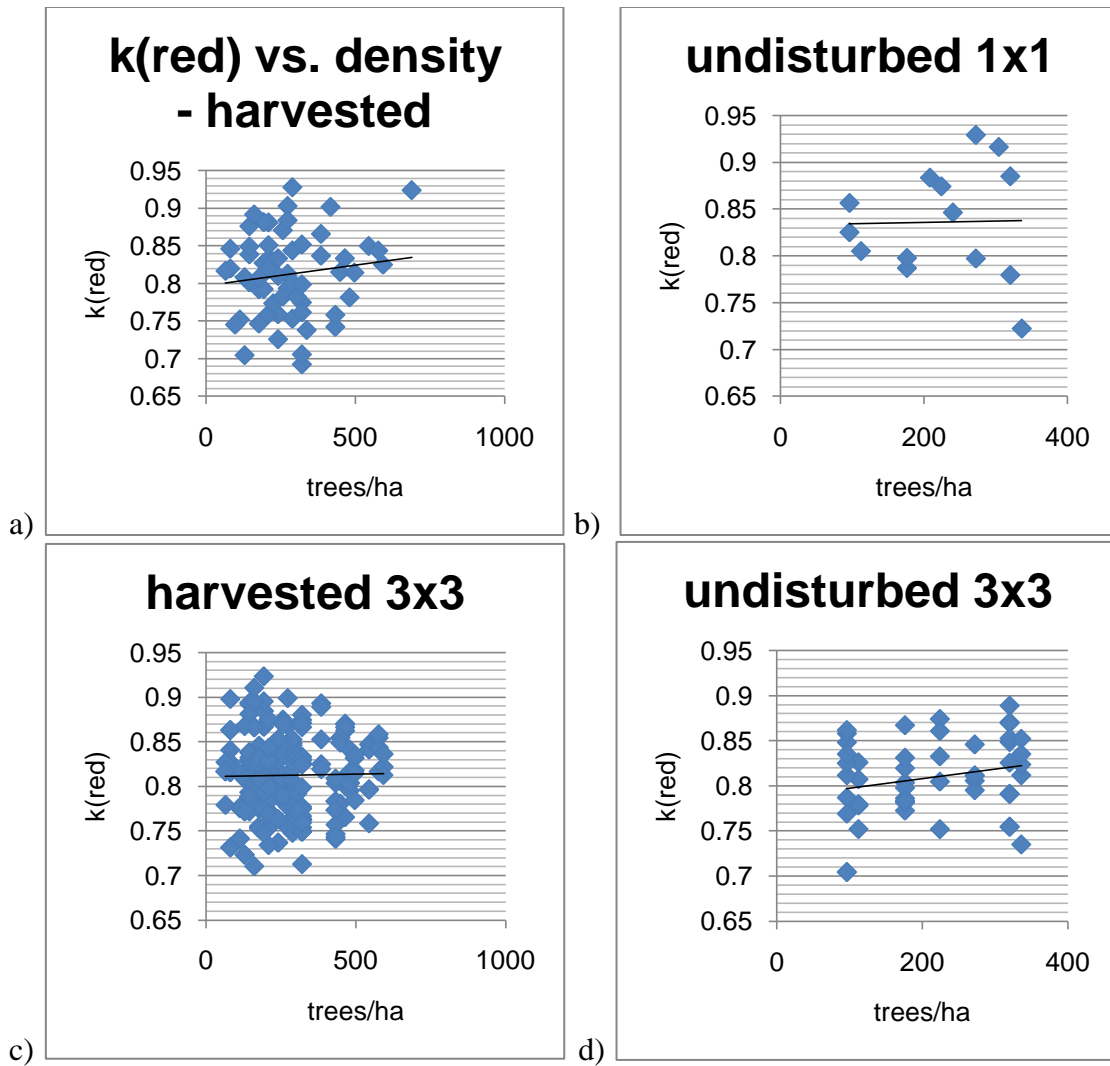 k(red) vs. density
- harvested
0.95
0.9
0.85
0.8
0.75
0.7
0.65
k(red)
0 500 1000
trees/ha
a)
undisturbed 1x1
0.95
0.9
0.85
0.8
0.75
0.7
0.65
k(red)
0 200 400
trees/ha
b)
harvested 3x3
0.95
0.9
0.85
0.8
0.75
0.7
0.65
k(red)
0 500 1000
trees/ha
c)
undisturbed 3x3
0.95
0.9
0.85
0.8
0.75
0.7
0.65
k(red)
0 200 400
trees/ha
d)